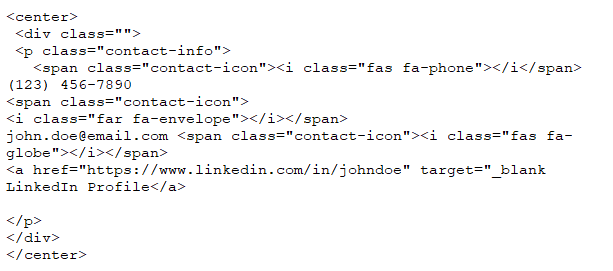 <center>
<div class="">
<p class="contact-info">
<span class="contact-icon"><i class="fas fa-phone"></i</span>
(123) 456-7890
<span class="contact-icon">
<i class="far fa-envelope"></i></span>
john.doe@email.com <span class="contact-icon"><i class="fas fa-
globe"></i></span>
<a href="https://www.linkedin.com/in/johndoe" target="_blank
LinkedIn Profile</a>
</p>
</div>
</center>